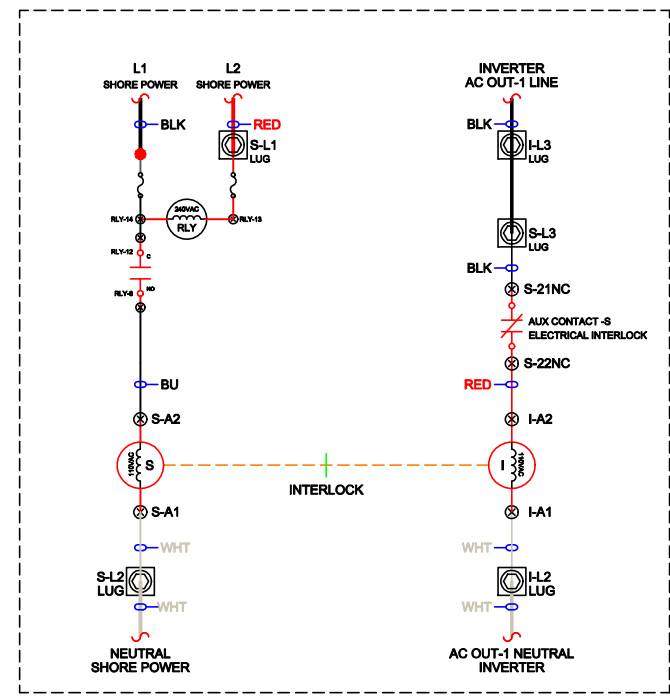 L1
SHORE POWER
L2
SHORE POWER
INVERTER
AC OUT-1 LINE
BLK
RED
BLK
S-L1
LUG
I-L3
LUG
240VAC
RLY
RLY-14
RLY-13
S-L3
LUG
RLY-12
C
BLK
RLY-8
NO
S-21NC
AUX CONTACT -S
ELECTRICAL INTERLOCK
S-22NC
BU
RED
S-A2
I-A2
110VAC
S
I
110VAC
INTERLOCK
S-A1
I-A1
WHT
WHT
S-L2
LUG
I-L2
LUG
WHT
WHT
NEUTRAL
SHORE POWER
AC OUT-1 NEUTRAL
INVERTER